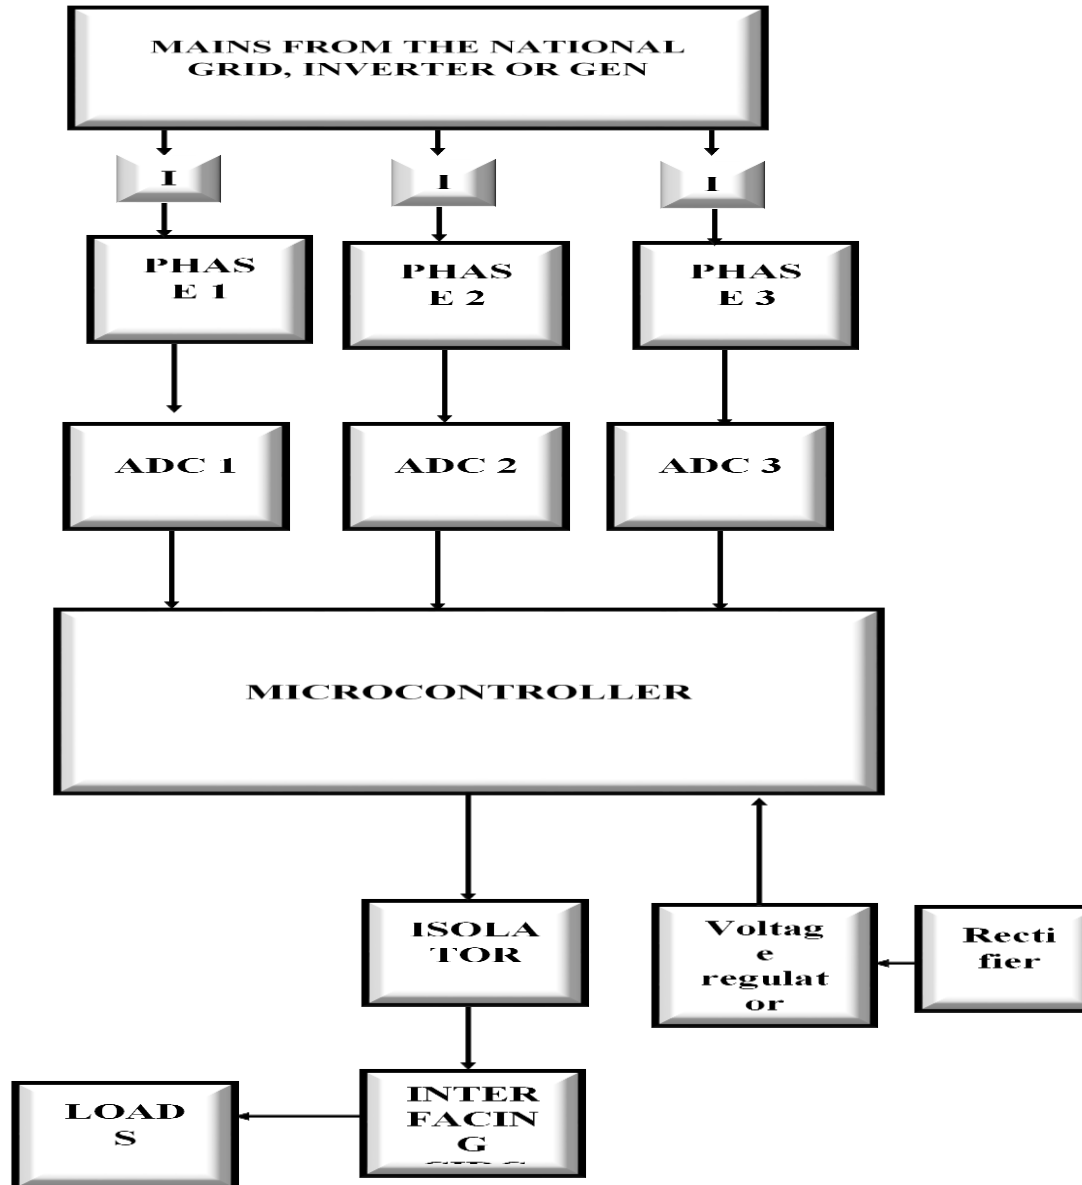 MAINS FROM THE NATIONAL
GRID, INVERTER OR GEN
I
I
I
PHAS
E 1
PHAS
E 2
PHAS
E 3
ADC 1
ADC 2
ADC 3
MICROCONTROLLER
ISOLA
TOR
Voltag
e
regulat
or
Recti
fier
INTER
FACIN
G
LOAD
S